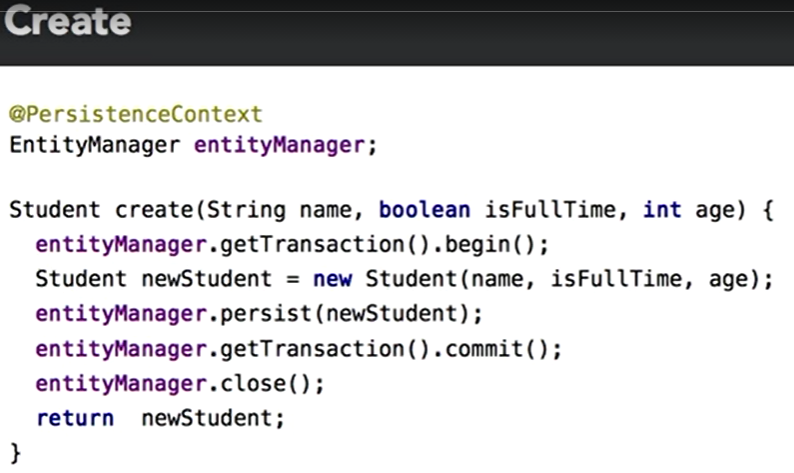 Create
@PersistenceContext
EntityManager entityManager;
Student create(String name, boolean isFullTime, int age) {
entityManager.getTransaction().begin();
Student newStudent = new Student(name, isFullTime, age);
entityManager.persist(newStudent);
entityManager.getTransaction().commit();
entityManager.close();
return newStudent;
}